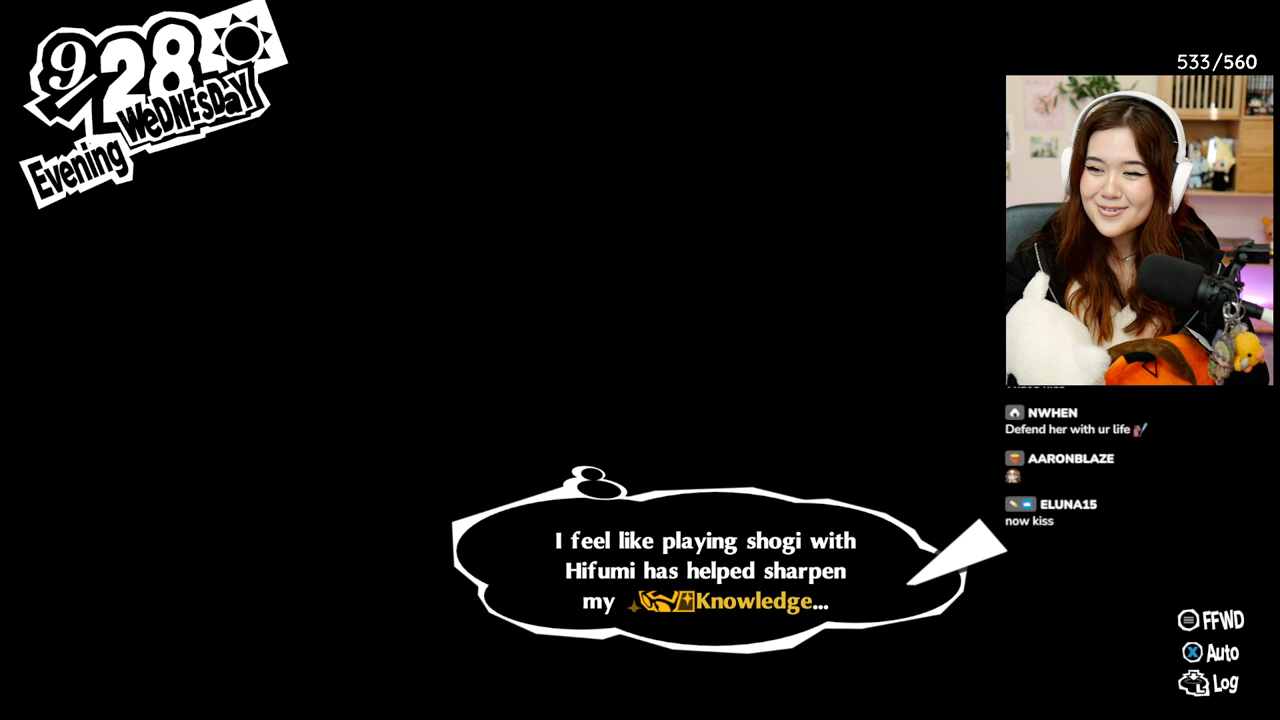 9/28
WeDNESDaY
Evening
533/560
NWHEN
Defend her with ur life
AARONBLAZE
ELUNA15
now kiss
I feel like playing shogi with
Hifumi has helped sharpen
my Knowledge...
FFWD
Auto
Log